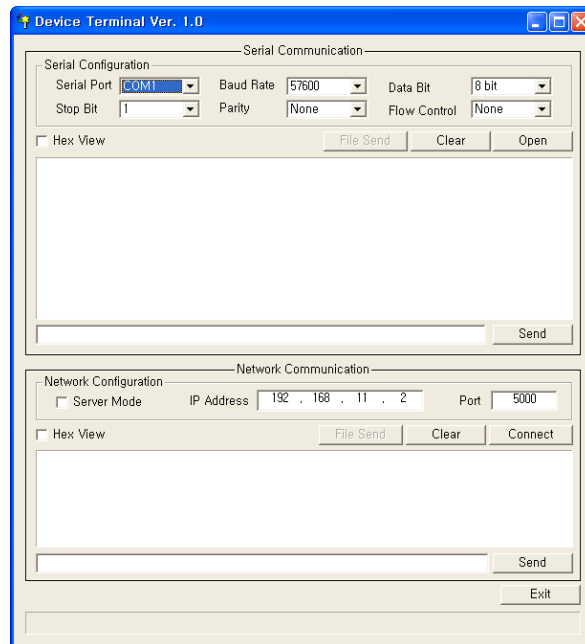 Device Terminal Ver. 1.0
Serial Communication
Serial Configuration
Serial Port COM1 Baud Rate 57600 Data Bit 8 bit
Stop Bit 1 Parity None Flow Control None
Hex View File Send Clear Open
Send
Network Communication
Network Configuration
Server Mode IP Address 192 . 168 . 11 . 2 Port 5000
Hex View File Send Clear Connect
Send
Exit